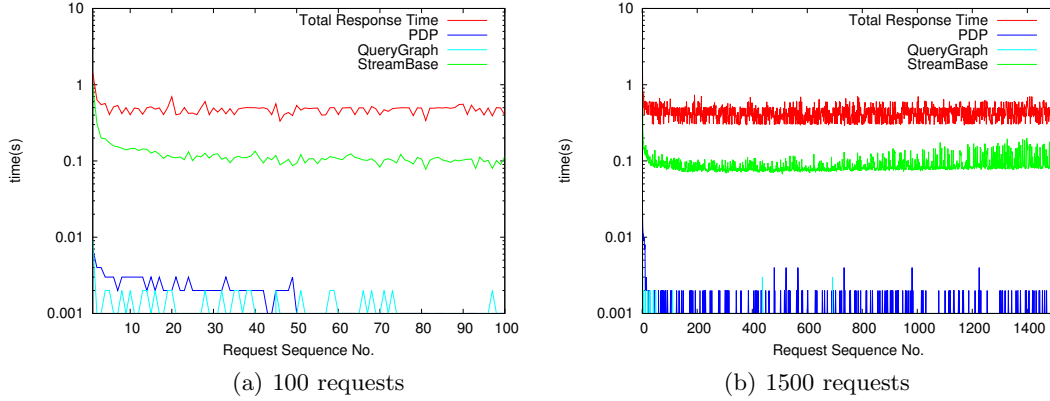 10
1
0.1
0.01
0.001
time(s)
10 20 30 40 50 60 70 80 90 100
Request Sequence No.
Total Response Time
PDP
QueryGraph
StreamBase
(a) 100 requests
10
1
0.1
0.01
0.001
time(s)
0 200 400 600 800 1000 1200 1400
Request Sequence No.
Total Response Time
PDP
QueryGraph
StreamBase
(b) 1500 requests